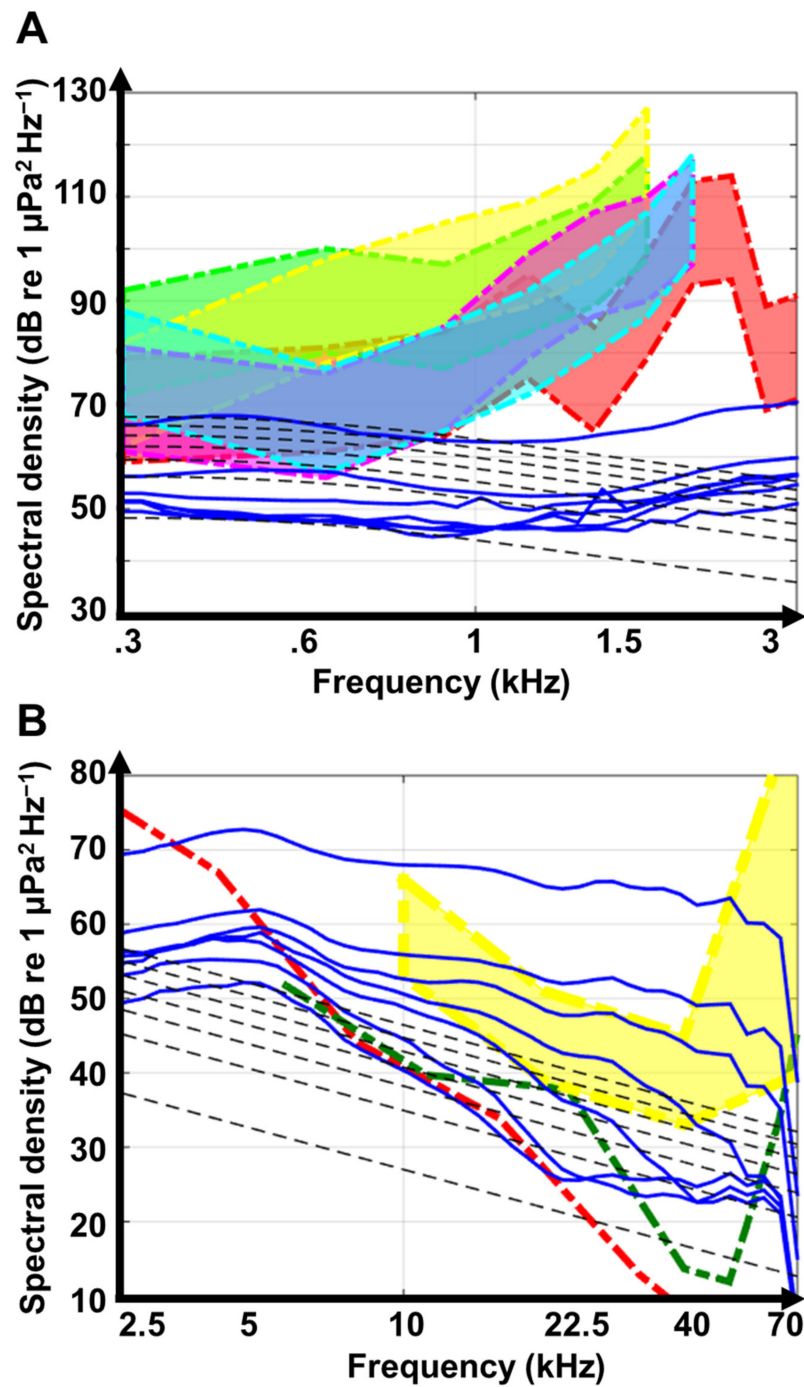 A
Spectral density (dB re 1 μPa² Hz⁻¹)
130
110
90
70
50
30
.3 .6 1 1.5 3
Frequency (kHz)
B
Spectral density (dB re 1 μPa² Hz⁻¹)
80
70
60
50
40
30
20
10
2.5 5 10 22.5 40 70
Frequency (kHz)